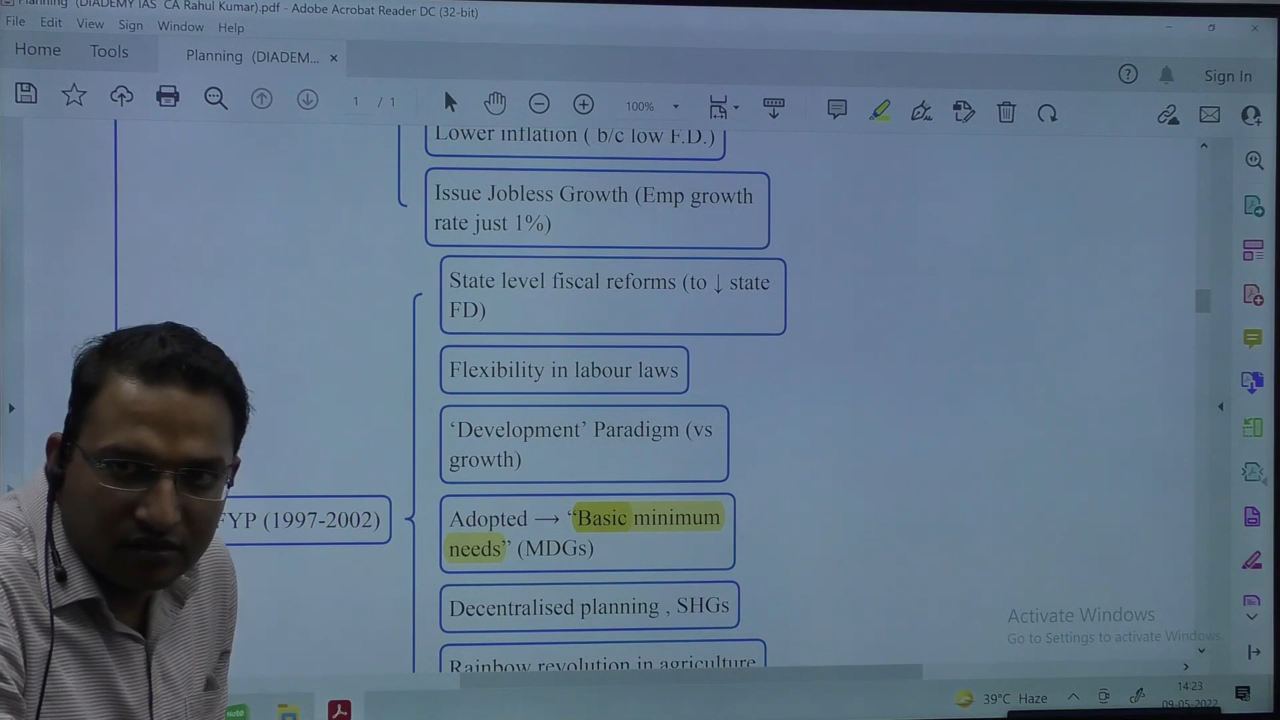 Planning (DIADEMY IAS CA Rahul Kumar).pdf - Adobe Acrobat Reader DC (32-bit)
File Edit View Sign Window Help
Home Tools Planning (DIADEM... ×
Sign In
1 / 1
100%
Lower inflation ( b/c low F.D.)
Issue Jobless Growth (Emp growth
rate just 1%)
State level fiscal reforms (to ↓ state
FD)
Flexibility in labour laws
‘Development’ Paradigm (vs
growth)
FYP (1997-2002)
Adopted → “Basic minimum
needs” (MDGs)
Decentralised planning , SHGs
Rainbow revolution in agriculture
Activate Windows
Go to Settings to activate Windows.
39°C Haze
14:23
09-05-2022